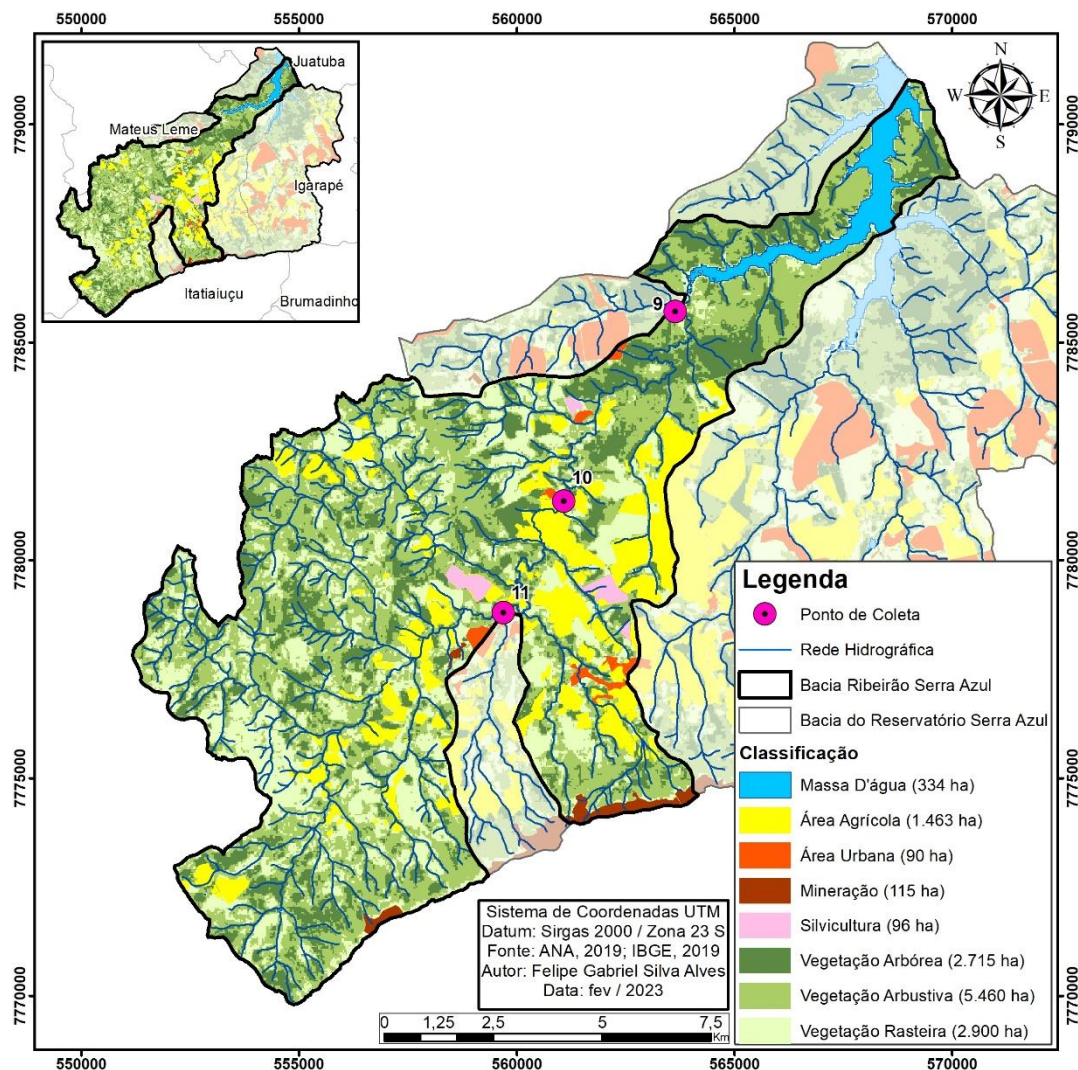 550000 555000 560000 565000 570000
Juatuba
Mateus Leme
Igarapé
Itatiaiuçu
Brumadinho
N
W E
S
7790000 7790000
9
7785000 7785000
10
7780000 7780000
11
7775000 7775000
7770000 7770000
Legenda
Ponto de Coleta
Rede Hidrográfica
Bacia Ribeirão Serra Azul
Bacia do Reservatório Serra Azul
Classificação
Massa D'água (334 ha)
Área Agrícola (1.463 ha)
Área Urbana (90 ha)
Mineração (115 ha)
Silvicultura (96 ha)
Vegetação Arbórea (2.715 ha)
Vegetação Arbustiva (5.460 ha)
Vegetação Rasteira (2.900 ha)
Sistema de Coordenadas UTM
Datum: Sirgas 2000 / Zona 23 S
Fonte: ANA, 2019; IBGE, 2019
Autor: Felipe Gabriel Silva Alves
Data: fev / 2023
0 1,25 2,5 5 7,5
Km
550000 555000 560000 565000 570000